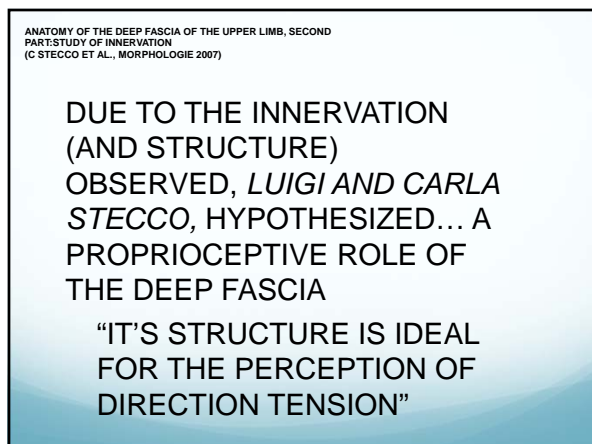 ANATOMY OF THE DEEP FASCIA OF THE UPPER LIMB, SECOND
PART:STUDY OF INNERVATION
(C STECCO ET AL., MORPHOLOGIE 2007)
DUE TO THE INNERVATION
(AND STRUCTURE)
OBSERVED, LUIGI AND CARLA
STECCO, HYPOTHESIZED… A
PROPRIOCEPTIVE ROLE OF
THE DEEP FASCIA
“IT’S STRUCTURE IS IDEAL
FOR THE PERCEPTION OF
DIRECTION TENSION”